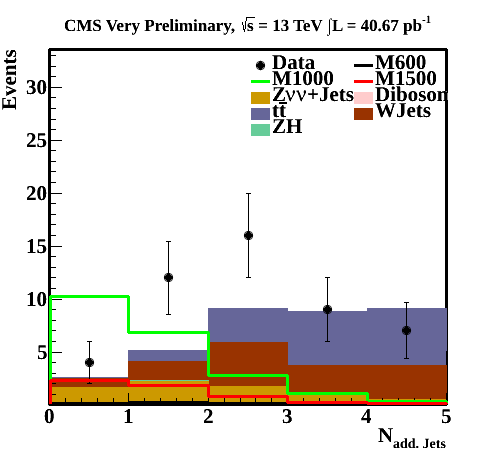 CMS Very Preliminary, √s = 13 TeV ∫L = 40.67 pb⁻¹
Events
Data
M600
M1000
M1500
Zνν+Jets
Diboson
tt̄
WJets
ZH
30
25
20
15
10
5
0 1 2 3 4 5
N_add. Jets